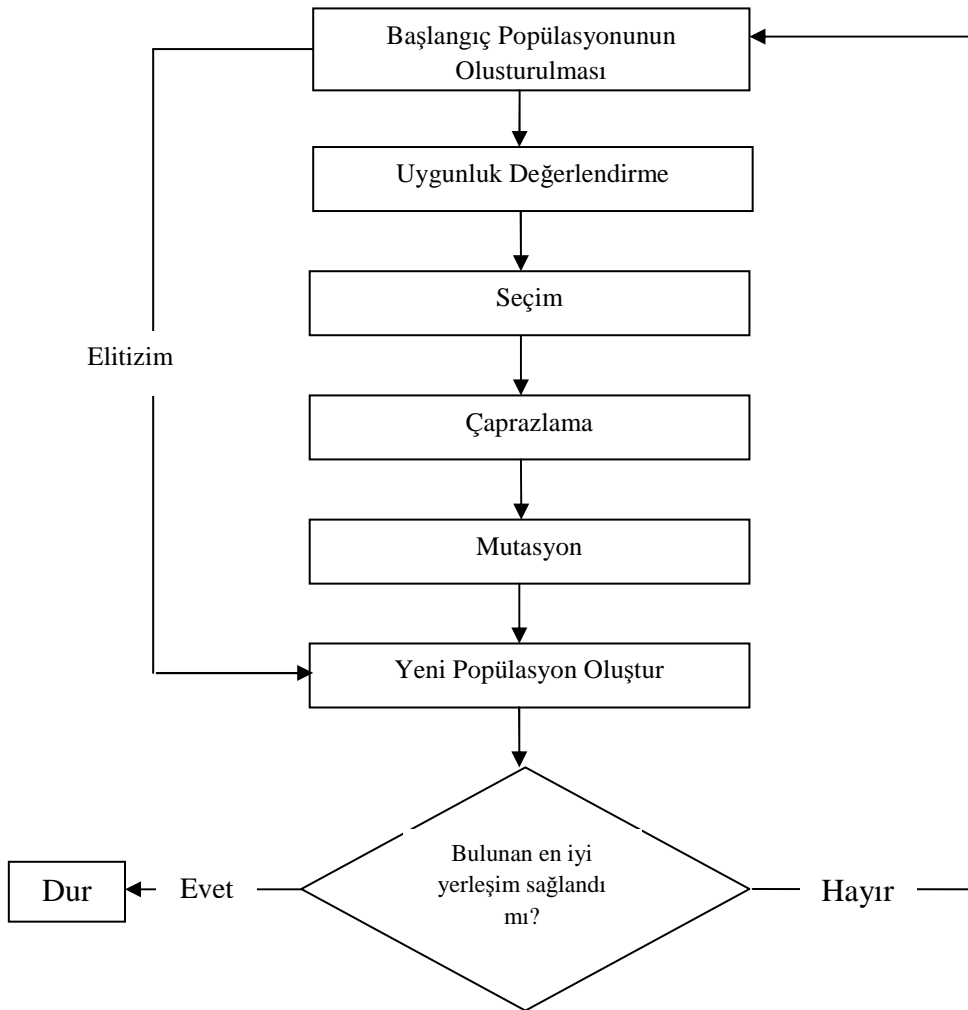 Başlangıç Popülasyonunun
Olusturulması
Uygunluk Değerlendirme
Seçim
Elitizim
Çaprazlama
Mutasyon
Yeni Popülasyon Oluştur
Bulunan en iyi
yerleşim sağlandı
mı?
Dur
Evet
Hayır